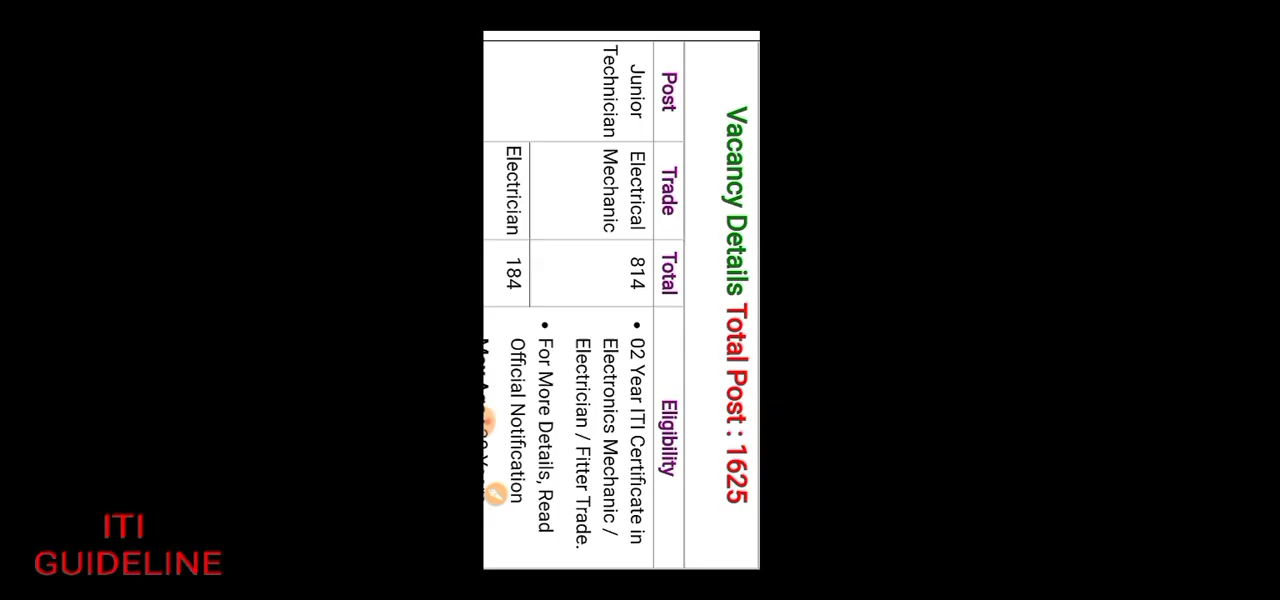 Vacancy Details Total Post : 1625
Post Trade Total Eligibility
Junior
Technician
Electrical
Mechanic
814
• 02 Year ITI Certificate in
Electronics Mechanic /
Electrician / Fitter Trade.
• For More Details, Read
Official Notification
Electrician 184
ITI
GUIDELINE